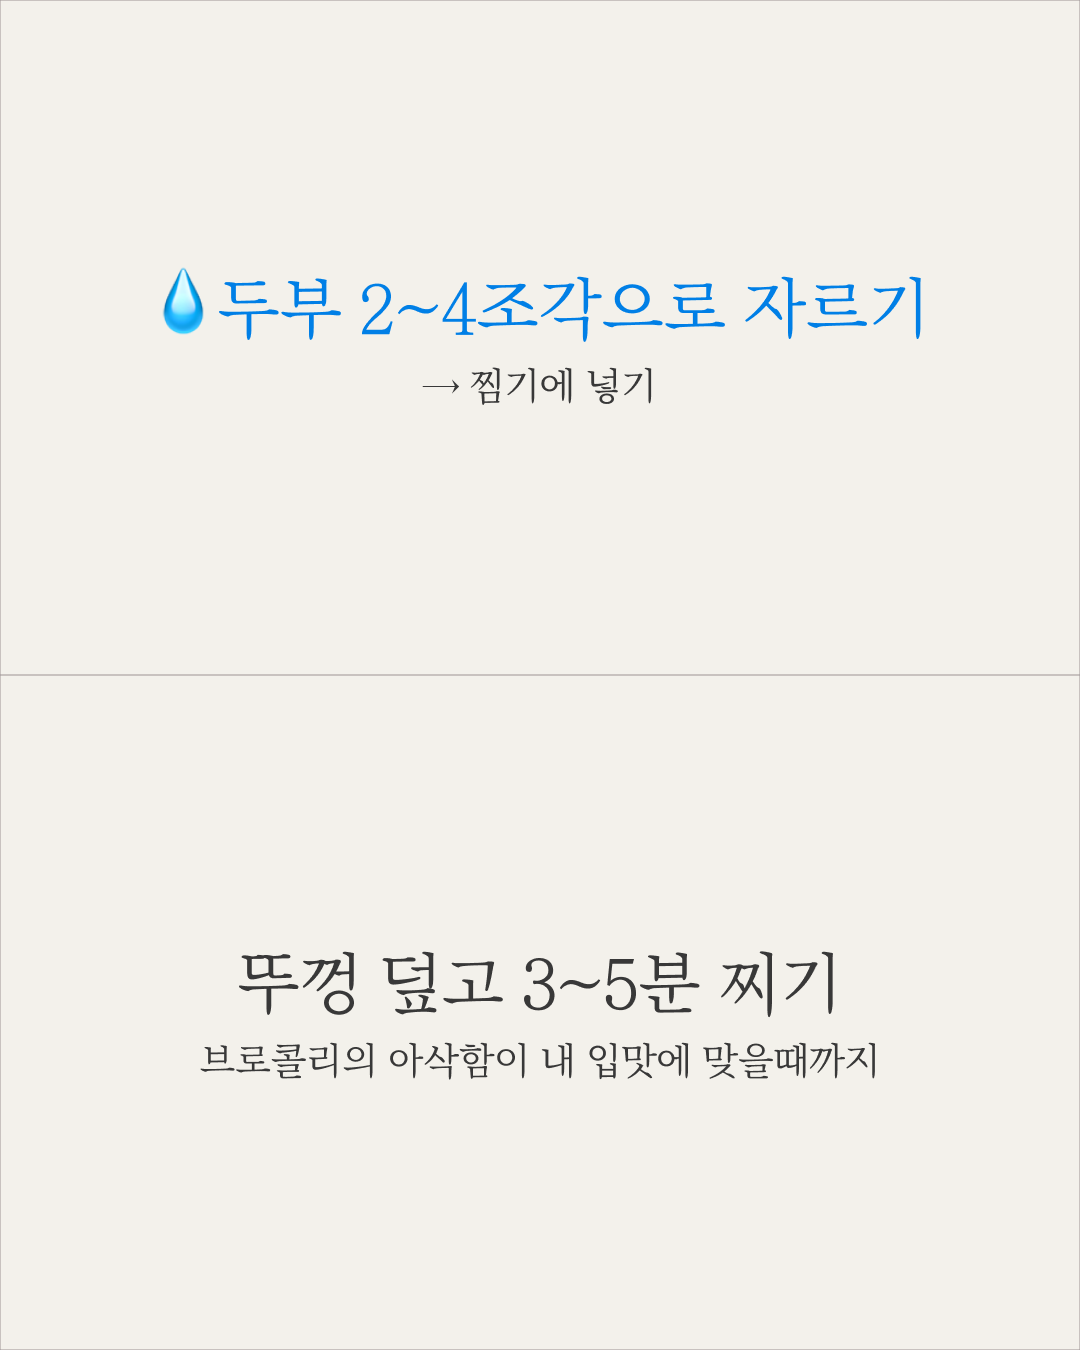 💧두부 2~4조각으로 자르기
→ 찜기에 넣기
뚜껑 덮고 3~5분 찌기
브로콜리의 아삭함이 내 입맛에 맞을때까지